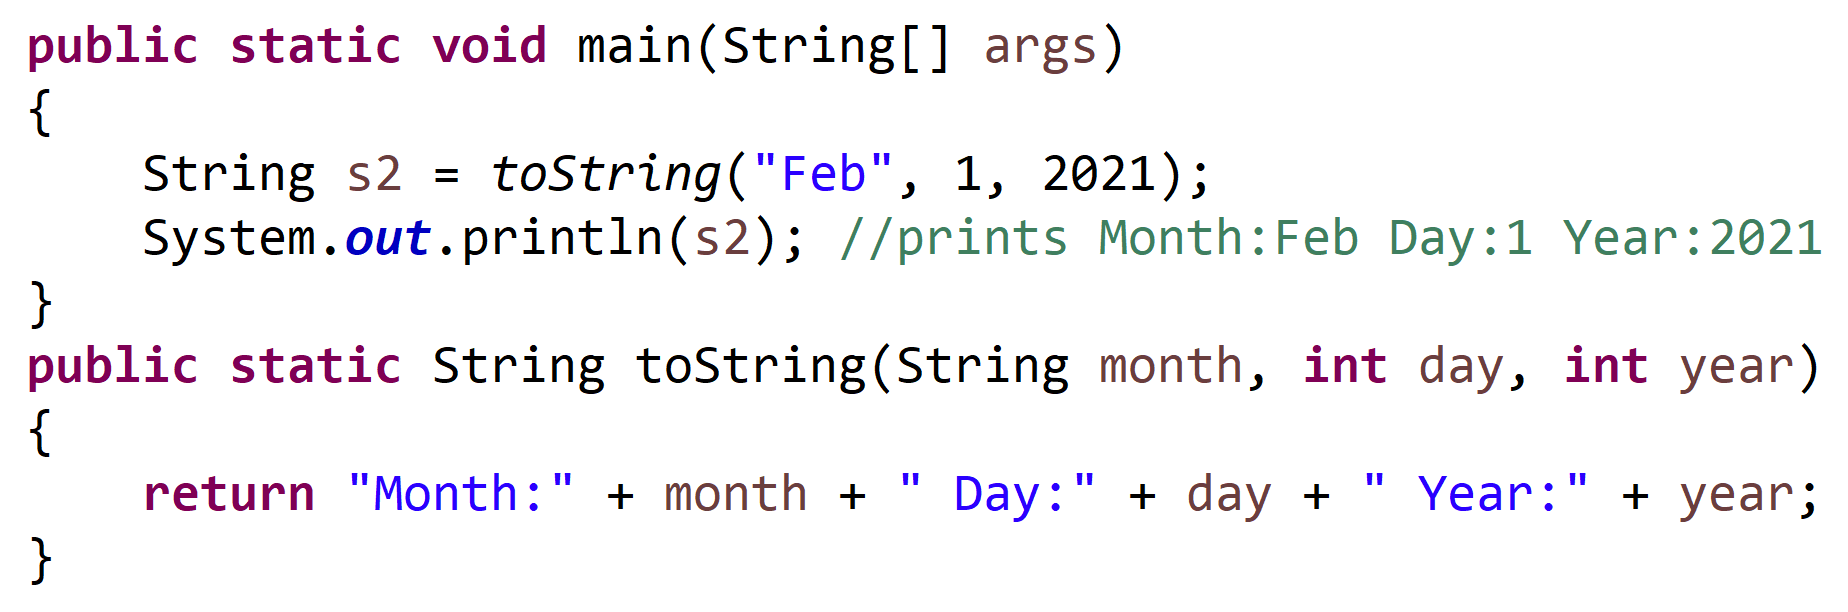 public static void main(String[] args)
{
    String s2 = toString("Feb", 1, 2021);
    System.out.println(s2); //prints Month:Feb Day:1 Year:2021
}
public static String toString(String month, int day, int year)
{
    return "Month:" + month + " Day:" + day + " Year:" + year;
}